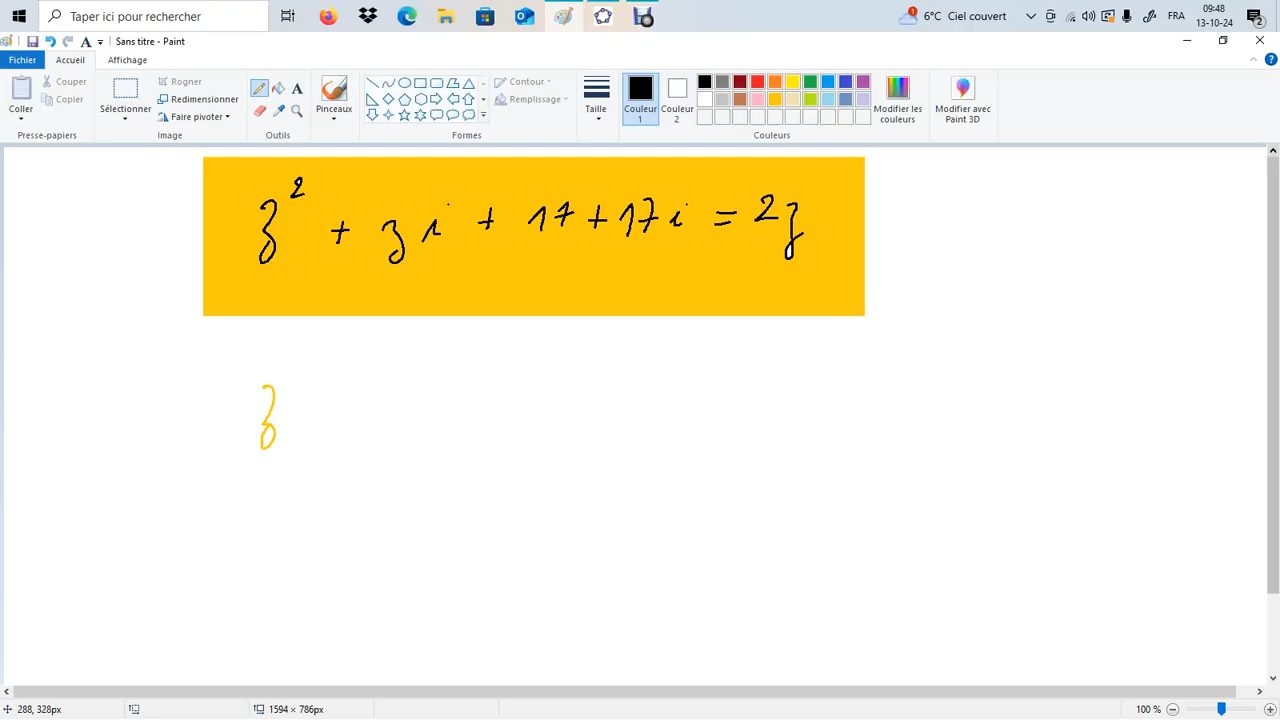 Taper ici pour rechercher
6°C Ciel couvert
FRA
09:48
13-10-24
2
Sans titre - Paint
Fichier
Accueil
Affichage
Coller
Couper
Copier
Presse-papiers
Sélectionner
Rogner
Redimensionner
Faire pivoter
Image
A
Outils
Pinceaux
Contour
Remplissage
Formes
Taille
Couleur 1
Couleur 2
Couleurs
Modifier les couleurs
Modifier avec Paint 3D
z² + zi + 17 + 17i = 2z
z
288, 328px
1594 × 786px
100 %